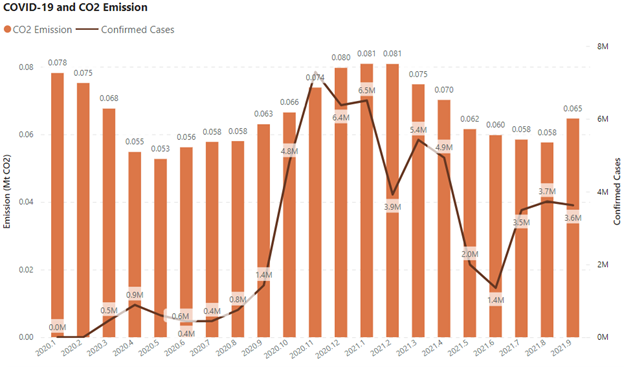 COVID-19 and CO2 Emission
CO2 Emission Confirmed Cases
Emission (Mt CO2)
0.08
0.06
0.04
0.02
0.00
0.078
0.075
0.068
0.055
0.053
0.056
0.058
0.058
0.063
0.066
0.074
0.080
0.081
0.081
0.075
0.070
0.062
0.060
0.058
0.058
0.065
0.0M
0.5M
0.9M
0.6M
0.4M
0.4M
0.8M
1.4M
4.8M
6.4M
6.5M
3.9M
5.4M
4.9M
2.0M
1.4M
3.5M
3.7M
3.6M
8M
6M
4M
2M
0M
Confirmed Cases
2020.1
2020.2
2020.3
2020.4
2020.5
2020.6
2020.7
2020.8
2020.9
2020.10
2020.11
2020.12
2021.1
2021.2
2021.3
2021.4
2021.5
2021.6
2021.7
2021.8
2021.9